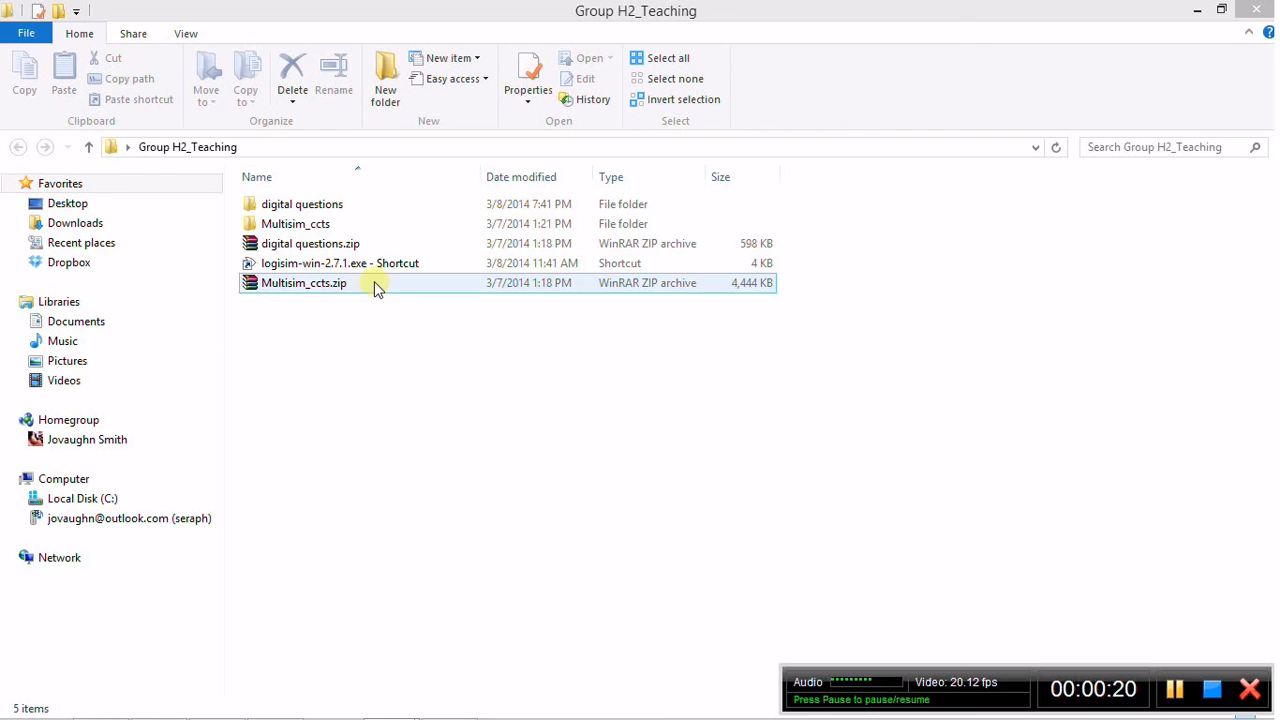 Group H2_Teaching
File Home Share View
Copy Paste Cut Copy path Paste shortcut Move to Copy to Delete Rename New folder New item Easy access Properties Open Edit History Select all Select none Invert selection
Clipboard Organize New Open Select
Group H2_Teaching Search Group H2_Teaching
Name Date modified Type Size
digital questions 3/8/2014 7:41 PM File folder
Multisim_ccts 3/7/2014 1:21 PM File folder
digital questions.zip 3/7/2014 1:18 PM WinRAR ZIP archive 598 KB
logisim-win-2.7.1.exe - Shortcut 3/8/2014 11:41 AM Shortcut 4 KB
Multisim_ccts.zip 3/7/2014 1:18 PM WinRAR ZIP archive 4,444 KB
Favorites
Desktop
Downloads
Recent places
Dropbox
Libraries
Documents
Music
Pictures
Videos
Homegroup
Jovaughn Smith
Computer
Local Disk (C:)
jovaughn@outlook.com (seraph)
Network
5 items
Audio Video: 20.12 fps
Press Pause to pause/resume
00:00:20